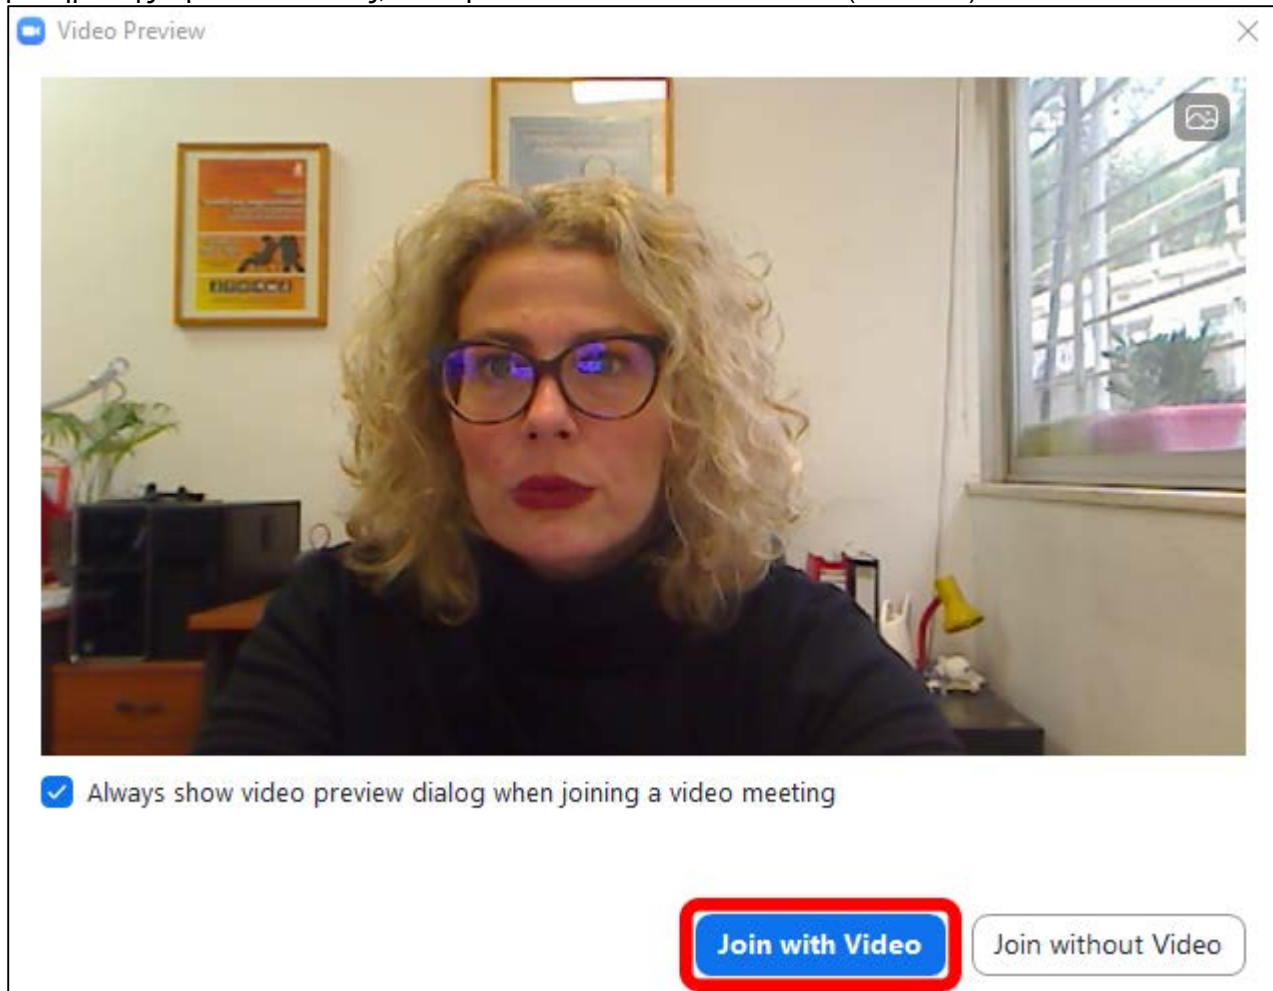 Video Preview
Always show video preview dialog when joining a video meeting
Join with Video
Join without Video